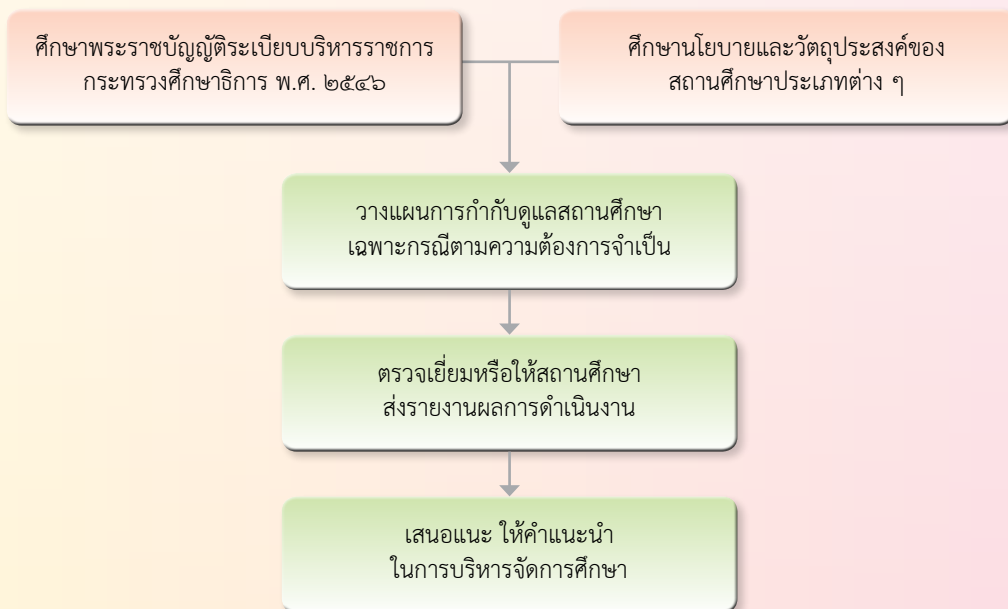 ศึกษาพระราชบัญญัติระเบียบบริหารราชการ
กระทรวงศึกษาธิการ พ.ศ. ๒๕๔๖
ศึกษานโยบายและวัตถุประสงค์ของ
สถานศึกษาประเภทต่าง ๆ
วางแผนการกำกับดูแลสถานศึกษา
เฉพาะกรณีตามความต้องการจำเป็น
ตรวจเยี่ยมหรือให้สถานศึกษา
ส่งรายงานผลการดำเนินงาน
เสนอแนะ ให้คำแนะนำ
ในการบริหารจัดการศึกษา